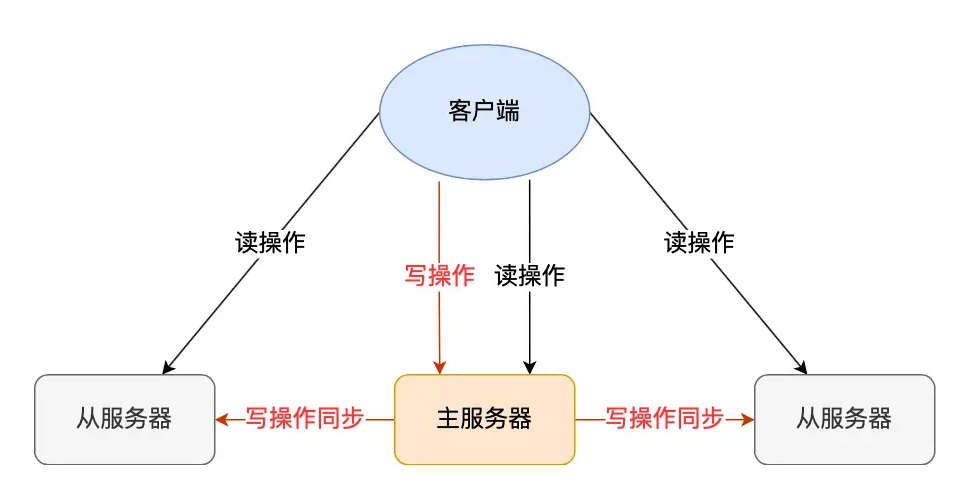 客户端
读操作
读操作
写操作
读操作
从服务器
写操作同步
主服务器
写操作同步
从服务器